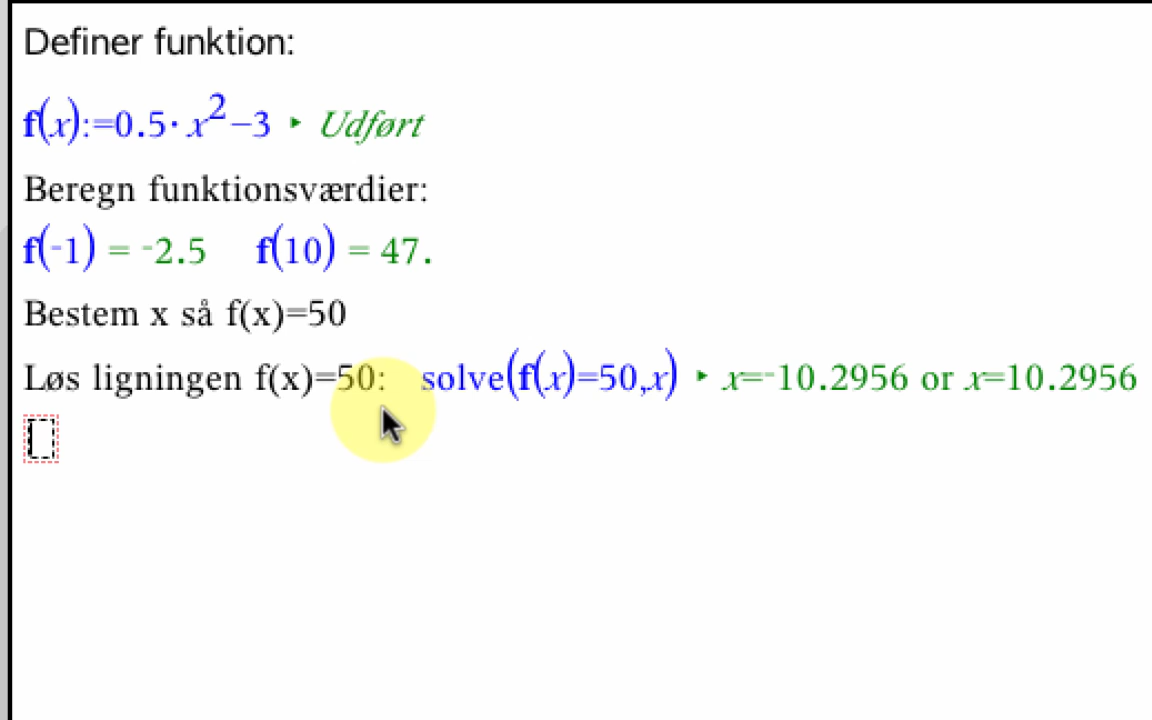 Definer funktion:
f(x):=0.5·x²−3 ▸ Udført
Beregn funktionsværdier:
f(⁻1) = ⁻2.5 f(10) = 47.
Bestem x så f(x)=50
Løs ligningen f(x)=50: solve(f(x)=50,x) ▸ x=⁻10.2956 or x=10.2956